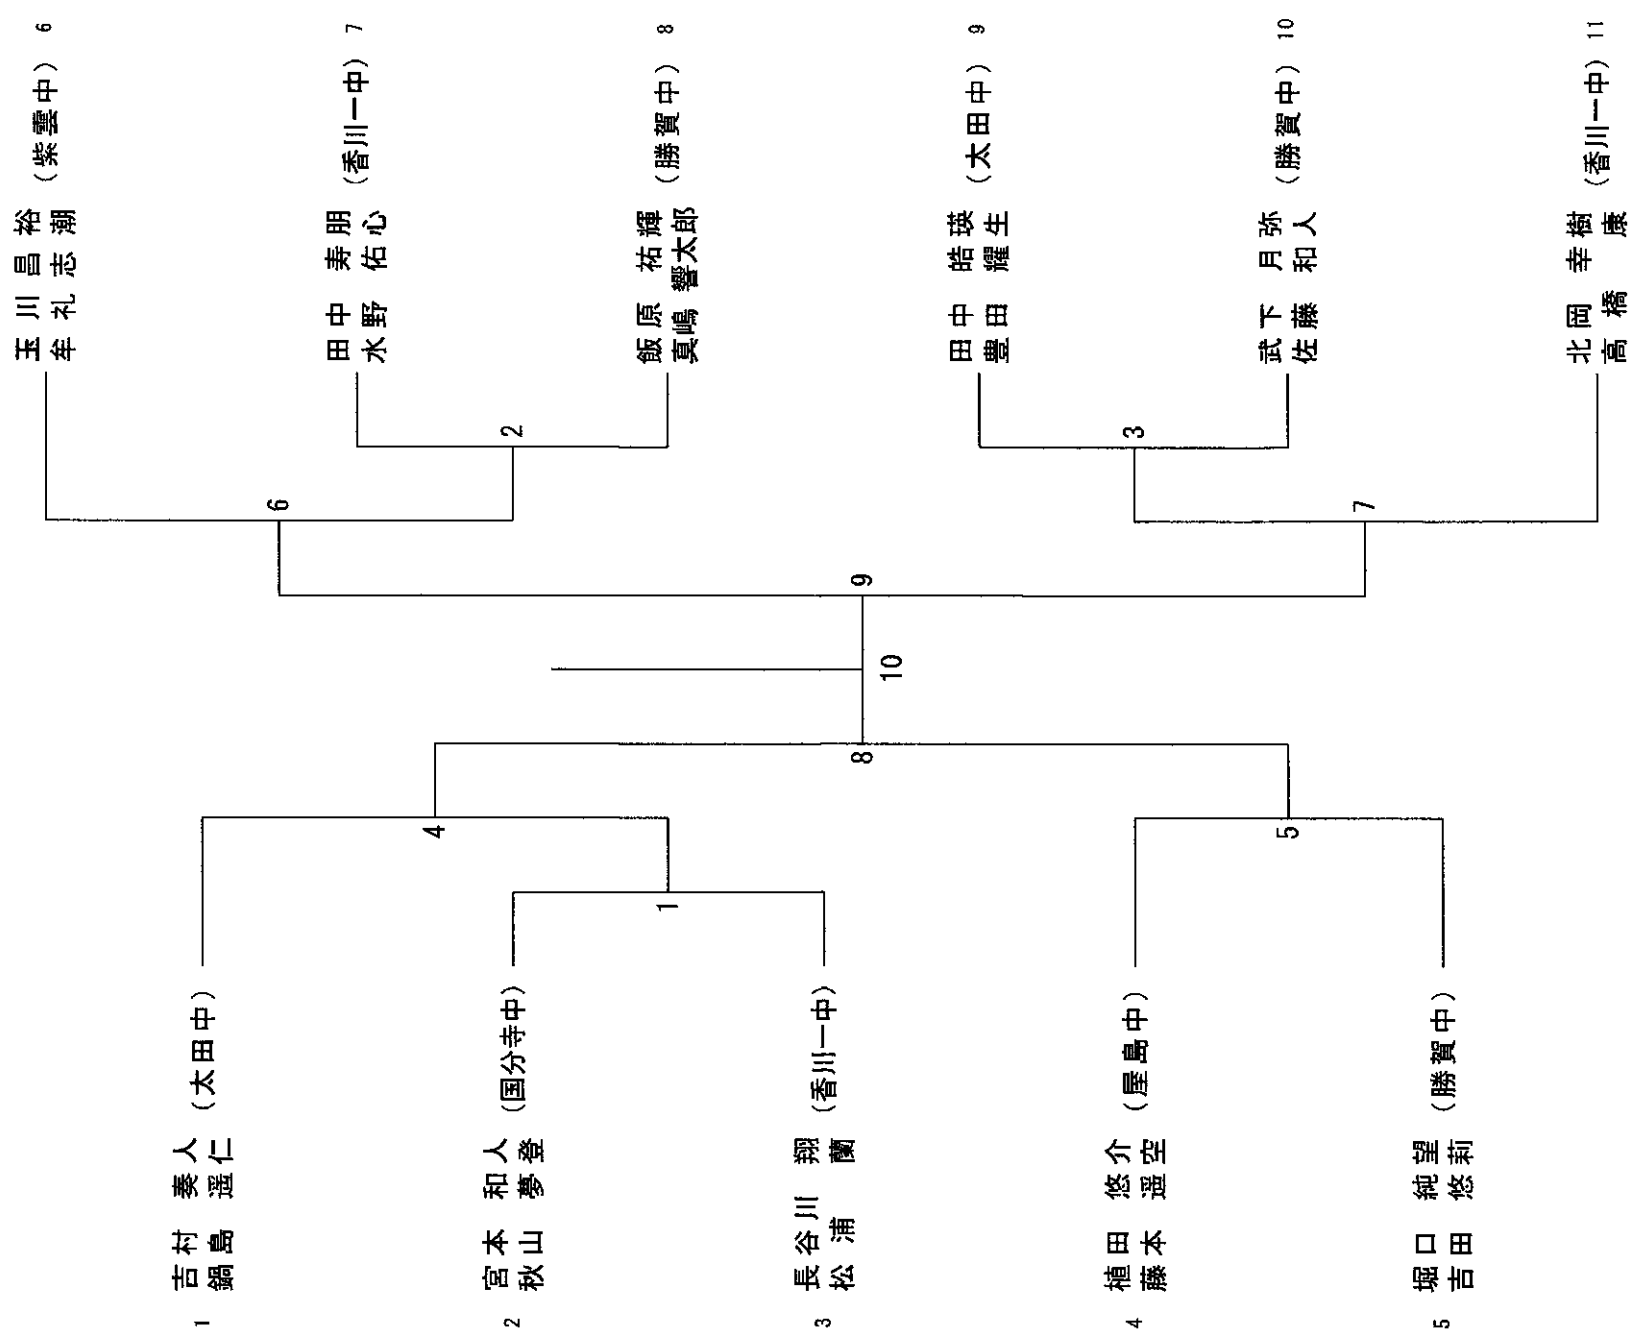 1 吉村 奏人 (太田中)
鍋島 遥仁
2 宮本 和人 (国分寺中)
秋山 夢登
3 長谷川 翔 (香川一中)
松浦 蘭
4 植田 悠介 (屋島中)
藤本 遥空
5 堀口 純望 (勝賀中)
吉田 悠莉
玉川 昌裕 (紫雲中) 6
牟礼 志潮
田中 寿朋 (香川一中) 7
水野 佑心
飯原 祐輝 (勝賀中) 8
真嶋 響太郎
田中 皓瑛 (太田中) 9
豊田 耀生
武下 月弥 (勝賀中) 10
佐藤 和人
北岡 幸樹 (香川一中) 11
高橋 康
1
2
3
4
5
6
7
8
9
10